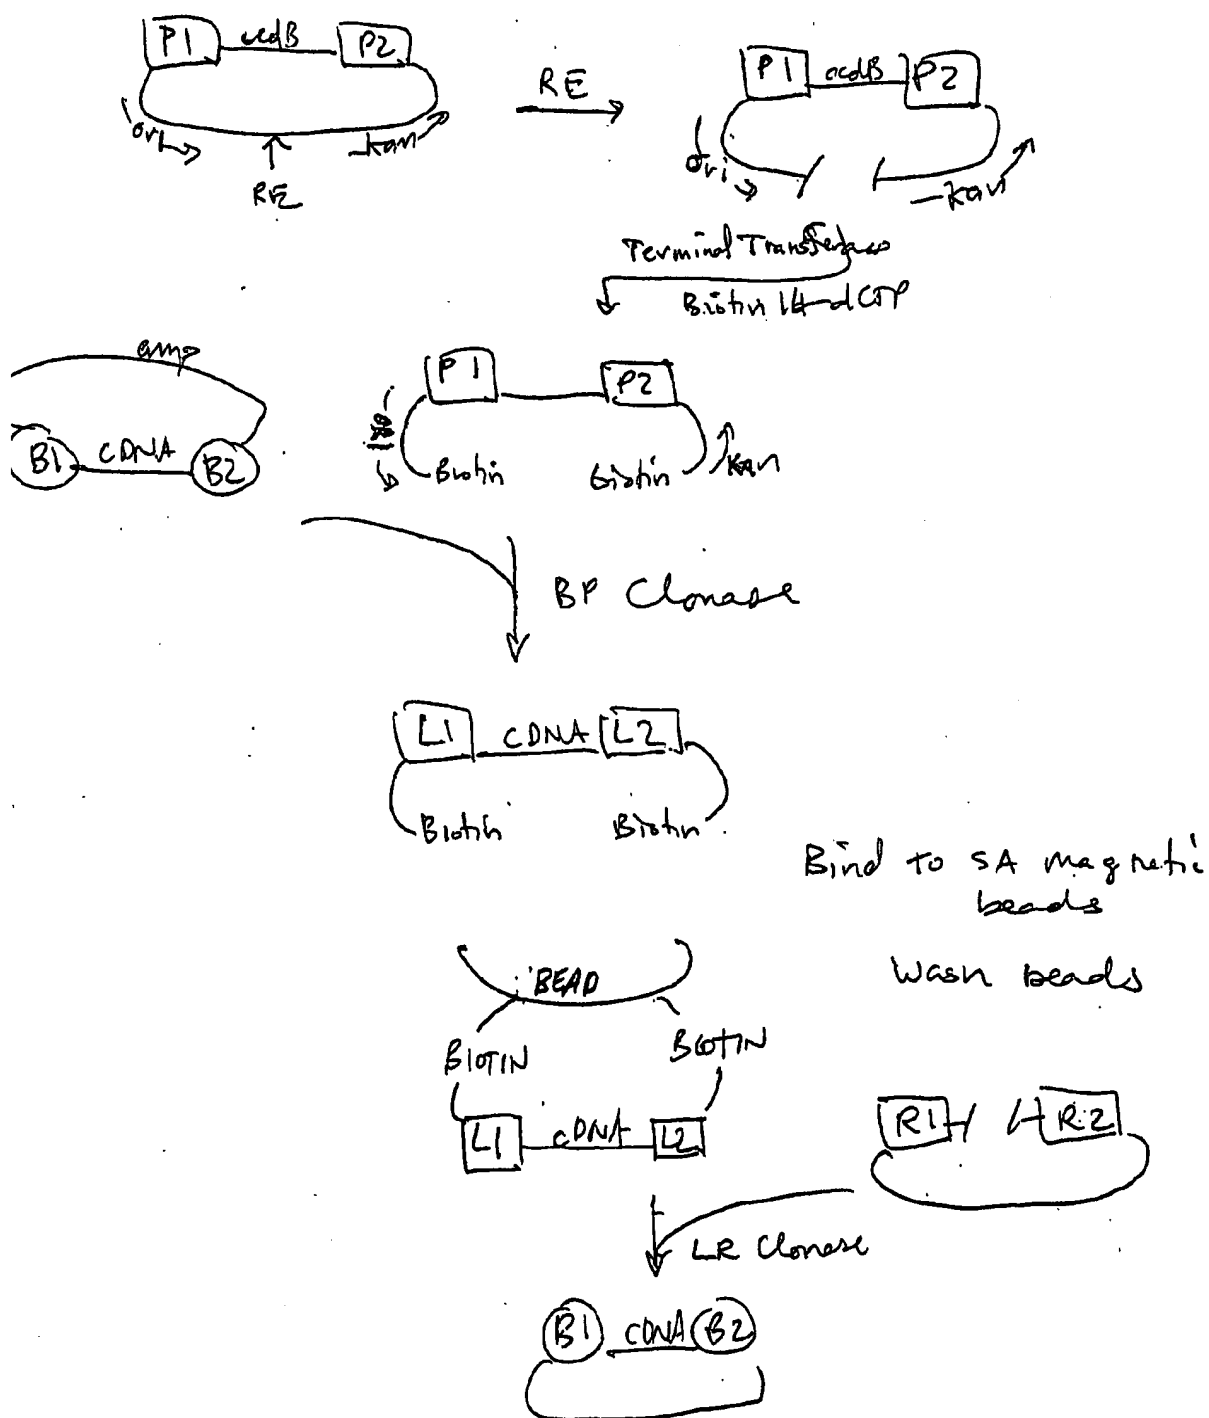 P1 ccdB P2
ori
kan
RE
RE
P1 ccdB P2
ori
kan
Terminal Transferase
Biotin 14-dCTP
amp
B1 cDNA B2
P1 P2
ORI
Biotin Biotin
Kan
BP Clonase
L1 cDNA L2
Biotin Biotin
Bind to SA magnetic
beads
Wash beads
BEAD
BIOTIN BIOTIN
L1 cDNA L2
R1 R2
LR Clonase
B1 cDNA B2